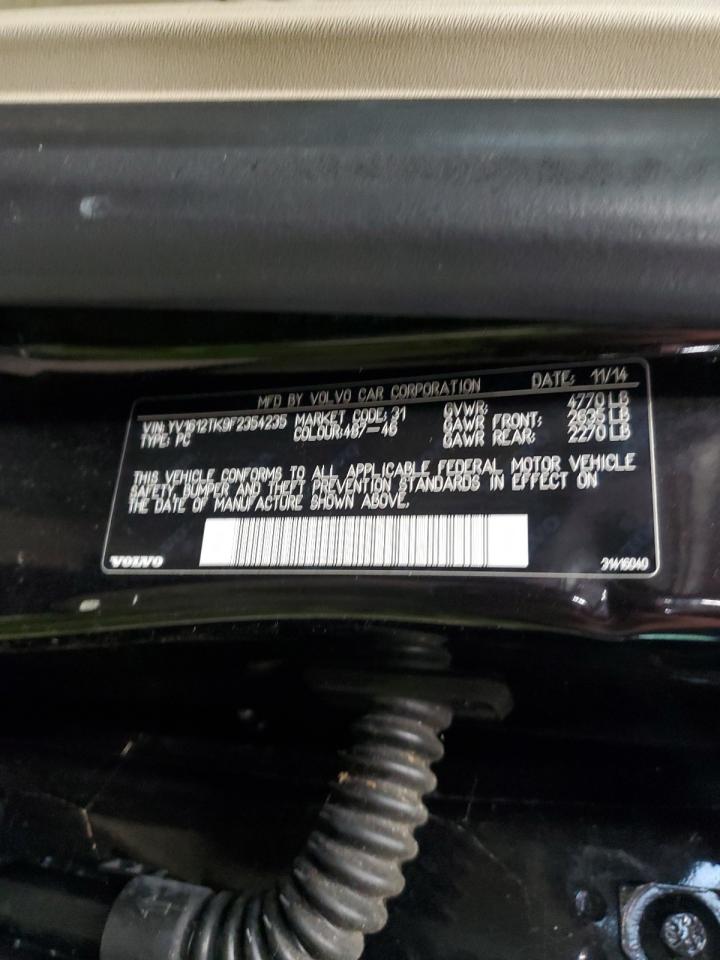 MFD BY VOLVO CAR CORPORATION DATE: 11/14
VIN: YV1612TK9F2354235 MARKET CODE: 31 GVWR: 4770 LB
TYPE: PC COLOUR: 487-46 GAWR FRONT: 2635 LB
GAWR REAR: 2270 LB
THIS VEHICLE CONFORMS TO ALL APPLICABLE FEDERAL MOTOR VEHICLE
SAFETY, BUMPER AND THEFT PREVENTION STANDARDS IN EFFECT ON
THE DATE OF MANUFACTURE SHOWN ABOVE.
VOLVO 31416040